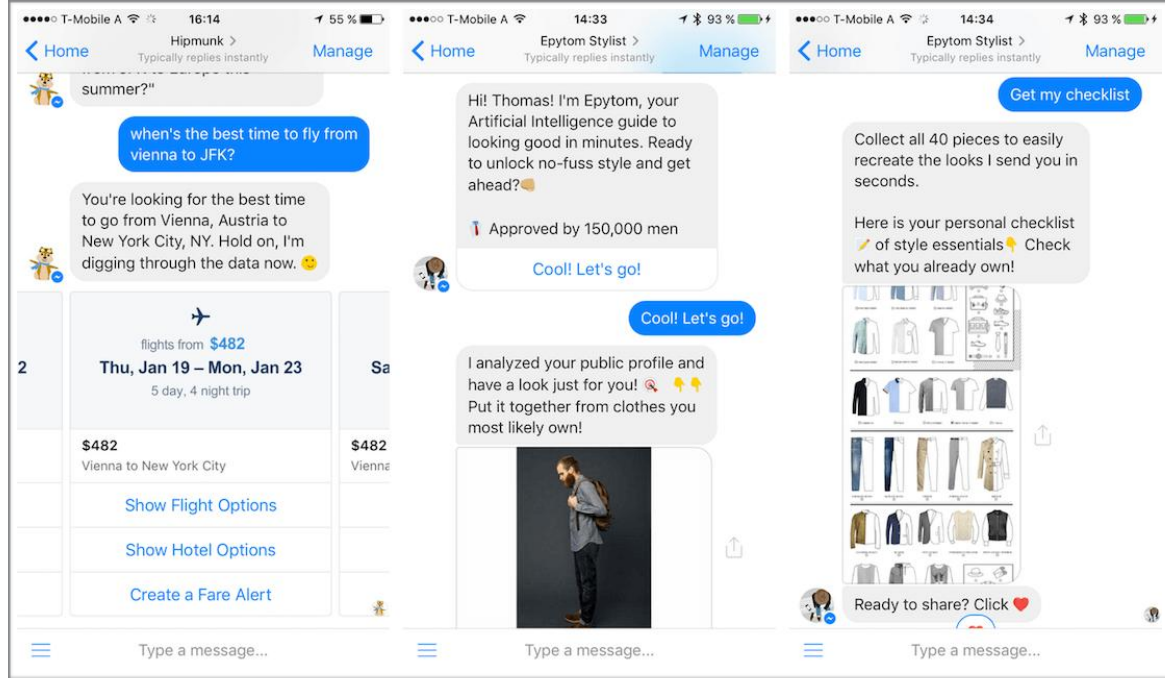 ●●●●○ T-Mobile A 16:14 55 %
Home
Hipmunk >
Typically replies instantly
Manage
summer?"
when's the best time to fly from
vienna to JFK?
You're looking for the best time
to go from Vienna, Austria to
New York City, NY. Hold on, I'm
digging through the data now. 🙂
2
flights from $482
Thu, Jan 19 – Mon, Jan 23
5 day, 4 night trip
Sa
$482
Vienna to New York City
$482
Vienna
Show Flight Options
Show Hotel Options
Create a Fare Alert
Type a message...
●●●○○ T-Mobile A 14:33 93 %
Home
Epytom Stylist >
Typically replies instantly
Manage
Hi! Thomas! I'm Epytom, your
Artificial Intelligence guide to
looking good in minutes. Ready
to unlock no-fuss style and get
ahead?
Approved by 150,000 men
Cool! Let's go!
Cool! Let's go!
I analyzed your public profile and
have a look just for you!
Put it together from clothes you
most likely own!
Type a message...
●●●○○ T-Mobile A 14:34 93 %
Home
Epytom Stylist >
Typically replies instantly
Manage
Get my checklist
Collect all 40 pieces to easily
recreate the looks I send you in
seconds.
Here is your personal checklist
📝 of style essentials👇 Check
what you already own!
Ready to share? Click ❤️
Type a message...